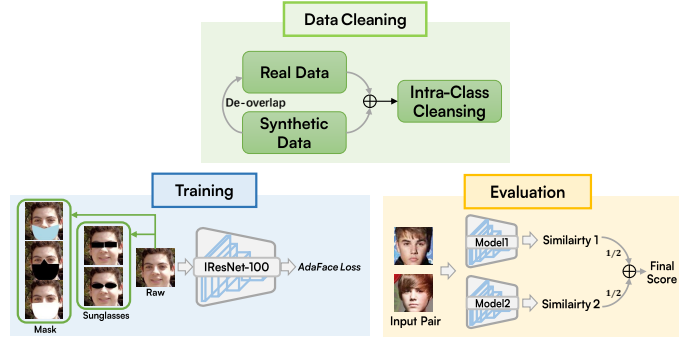 Data Cleaning
Real Data
De-overlap
Synthetic
Data
Intra-Class
Cleansing
Training
Mask
Sunglasses
Raw
IResNet-100
AdaFace Loss
Evaluation
Input Pair
Model1
Similairty 1
1/2
Model2
Similairty 2
1/2
Final
Score